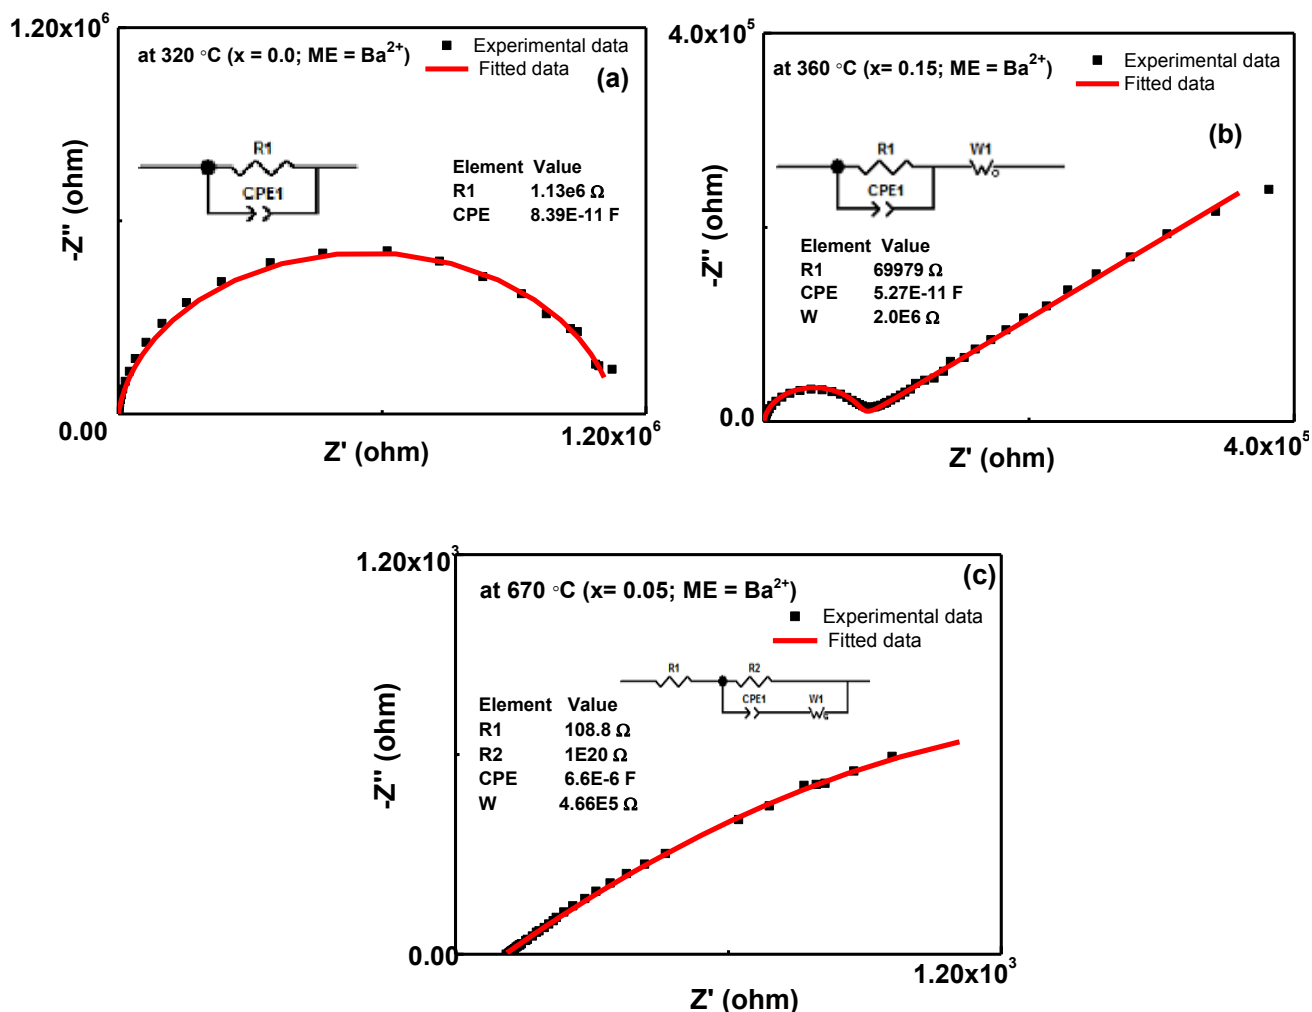 1.20x10^6
at 320 °C (x = 0.0; ME = Ba^2+)
Experimental data
Fitted data
(a)
R1
CPE1
Element Value
R1 1.13e6 Ω
CPE 8.39E-11 F
-Z" (ohm)
0.00
1.20x10^6
Z' (ohm)
4.0x10^5
at 360 °C (x= 0.15; ME = Ba^2+)
Experimental data
Fitted data
(b)
R1
W1
CPE1
Element Value
R1 69979 Ω
CPE 5.27E-11 F
W 2.0E6 Ω
-Z" (ohm)
0.0
4.0x10^5
Z' (ohm)
1.20x10^3
at 670 °C (x= 0.05; ME = Ba^2+)
(c)
Experimental data
Fitted data
R1
R2
CPE1
W1
Element Value
R1 108.8 Ω
R2 1E20 Ω
CPE 6.6E-6 F
W 4.66E5 Ω
-Z" (ohm)
0.00
1.20x10^3
Z' (ohm)